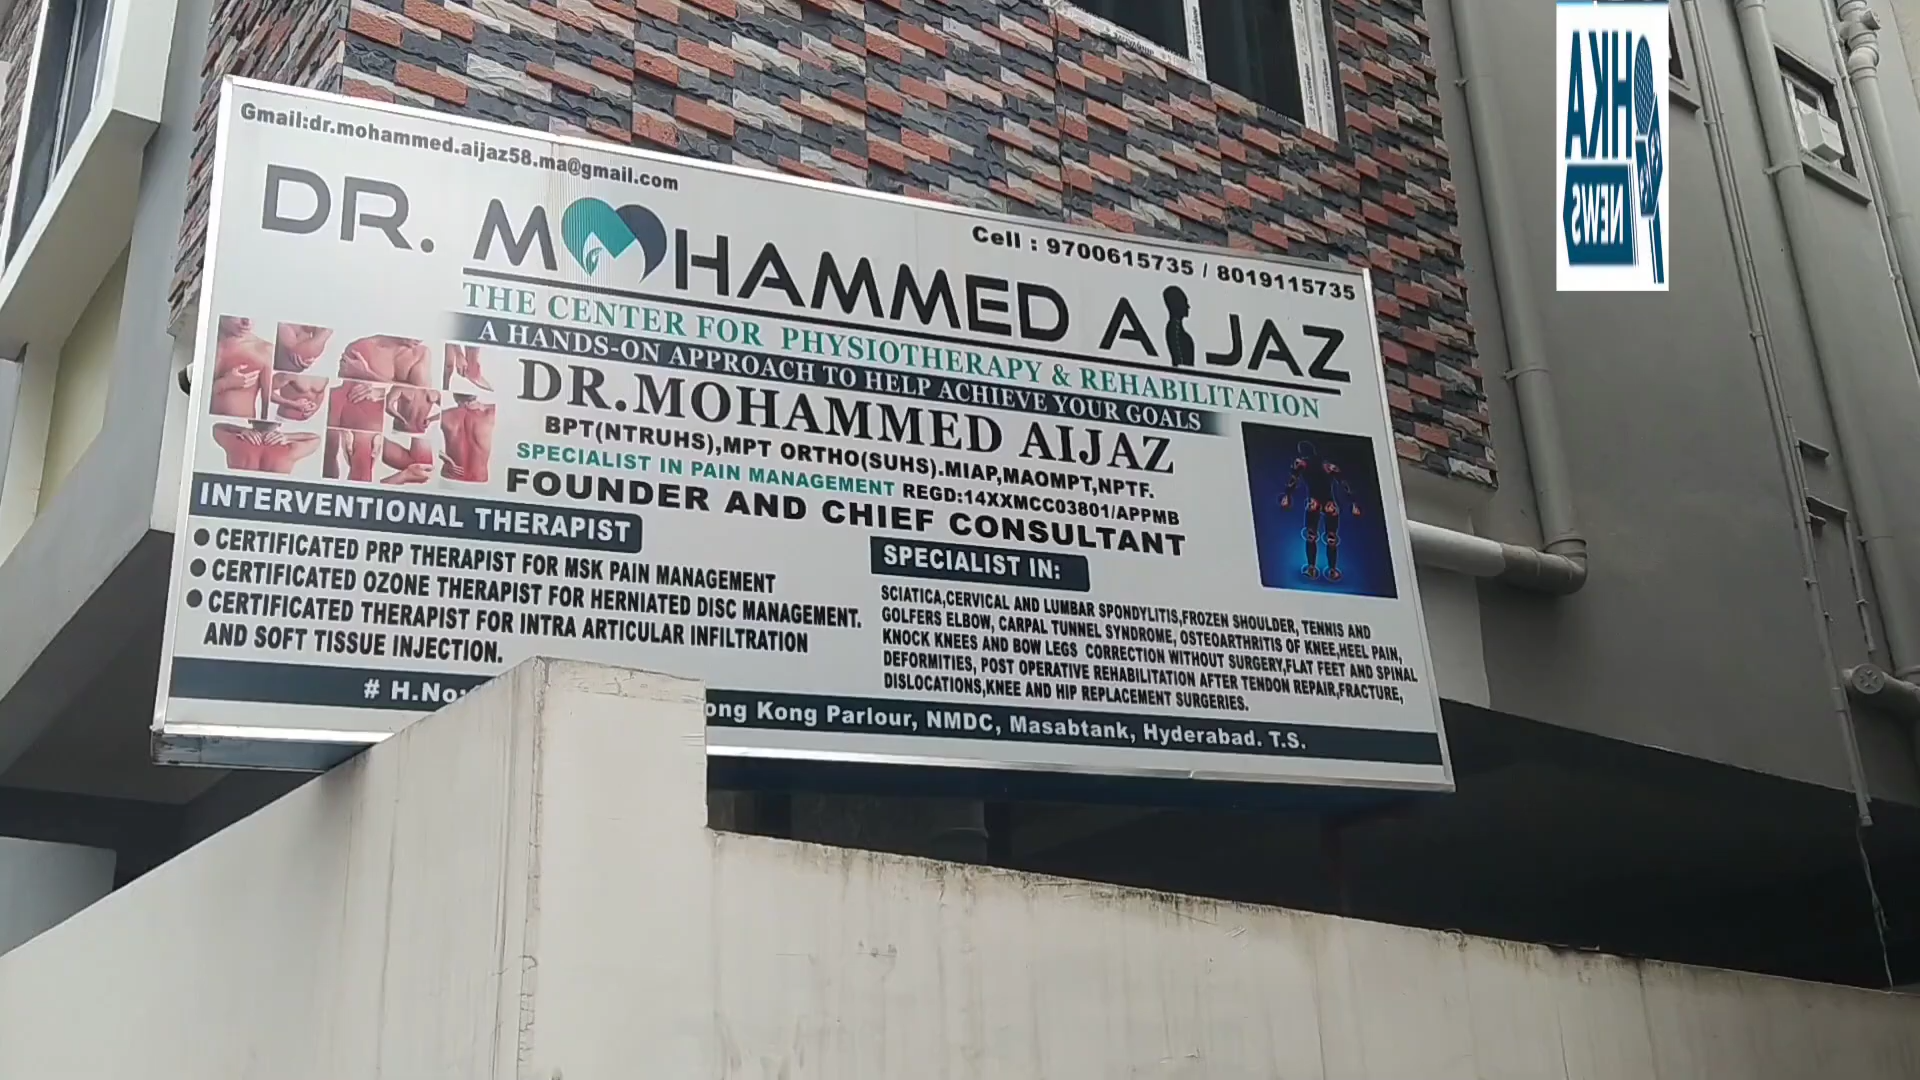 Gmail:dr.mohammed.aijaz58.ma@gmail.com
Cell : 9700615735 / 8019115735
DR. MOHAMMED AIJAZ
THE CENTER FOR PHYSIOTHERAPY & REHABILITATION
A HANDS-ON APPROACH TO HELP ACHIEVE YOUR GOALS
DR.MOHAMMED AIJAZ
BPT(NTRUHS),MPT ORTHO(SUHS).MIAP,MAOMPT,NPTF.
SPECIALIST IN PAIN MANAGEMENT REGD:14XXMCC03801/APPMB
FOUNDER AND CHIEF CONSULTANT
INTERVENTIONAL THERAPIST
● CERTIFICATED PRP THERAPIST FOR MSK PAIN MANAGEMENT
● CERTIFICATED OZONE THERAPIST FOR HERNIATED DISC MANAGEMENT.
● CERTIFICATED THERAPIST FOR INTRA ARTICULAR INFILTRATION
AND SOFT TISSUE INJECTION.
SPECIALIST IN:
SCIATICA,CERVICAL AND LUMBAR SPONDYLITIS,FROZEN SHOULDER, TENNIS AND
GOLFERS ELBOW, CARPAL TUNNEL SYNDROME, OSTEOARTHRITIS OF KNEE,HEEL PAIN,
KNOCK KNEES AND BOW LEGS CORRECTION WITHOUT SURGERY,FLAT FEET AND SPINAL
DEFORMITIES, POST OPERATIVE REHABILITATION AFTER TENDON REPAIR,FRACTURE,
DISLOCATIONS,KNEE AND HIP REPLACEMENT SURGERIES.
# H.No: ong Kong Parlour, NMDC, Masabtank, Hyderabad. T.S.
HKA
NEWS